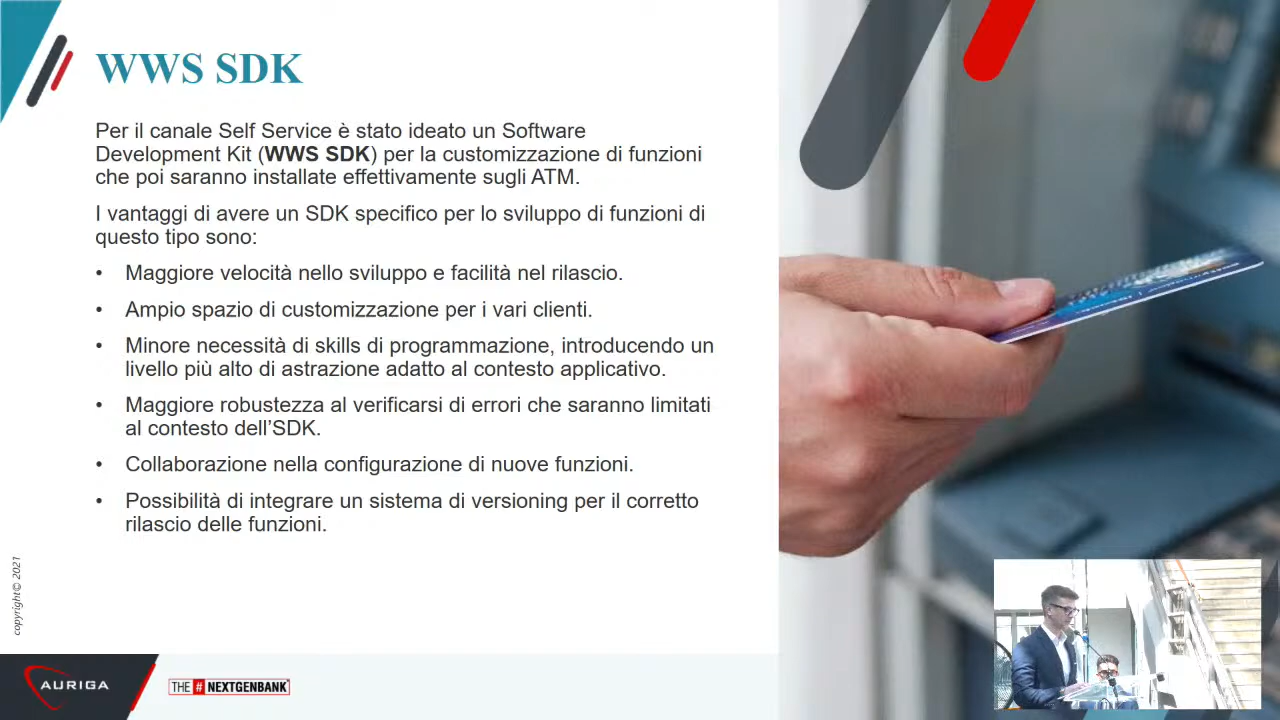 WWS SDK
Per il canale Self Service è stato ideato un Software
Development Kit (WWS SDK) per la customizzazione di funzioni
che poi saranno installate effettivamente sugli ATM.
I vantaggi di avere un SDK specifico per lo sviluppo di funzioni di
questo tipo sono:
• Maggiore velocità nello sviluppo e facilità nel rilascio.
• Ampio spazio di customizzazione per i vari clienti.
• Minore necessità di skills di programmazione, introducendo un
livello più alto di astrazione adatto al contesto applicativo.
• Maggiore robustezza al verificarsi di errori che saranno limitati
al contesto dell’SDK.
• Collaborazione nella configurazione di nuove funzioni.
• Possibilità di integrare un sistema di versioning per il corretto
rilascio delle funzioni.
copyright© 2021
AURIGA
THE # NEXTGENBANK